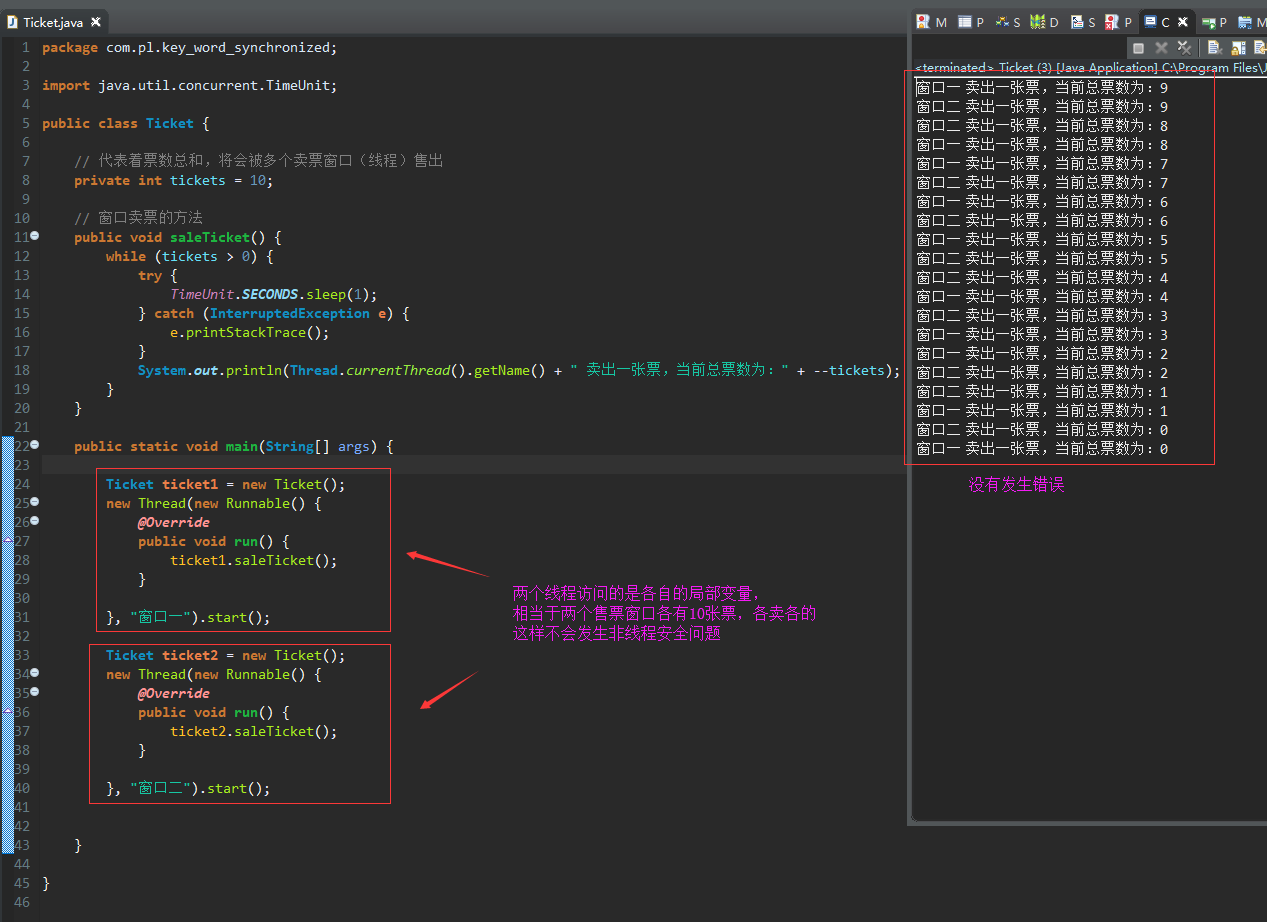 Ticket.java
1 package com.pl.key_word_synchronized;
2
3 import java.util.concurrent.TimeUnit;
4
5 public class Ticket {
6
7 // 代表着票数总和，将会被多个卖票窗口（线程）售出
8 private int tickets = 10;
9
10 // 窗口卖票的方法
11 public void saleTicket() {
12 while (tickets > 0) {
13 try {
14 TimeUnit.SECONDS.sleep(1);
15 } catch (InterruptedException e) {
16 e.printStackTrace();
17 }
18 System.out.println(Thread.currentThread().getName() + " 卖出一张票，当前总票数为：" + --tickets);
19 }
20 }
21
22 public static void main(String[] args) {
23
24 Ticket ticket1 = new Ticket();
25 new Thread(new Runnable() {
26 @Override
27 public void run() {
28 ticket1.saleTicket();
29 }
30
31 }, "窗口一").start();
32
33 Ticket ticket2 = new Ticket();
34 new Thread(new Runnable() {
35 @Override
36 public void run() {
37 ticket2.saleTicket();
38 }
39
40 }, "窗口二").start();
41
42
43 }
44
45 }
46
两个线程访问的是各自的局部变量，
相当于两个售票窗口各有10张票，各卖各的
这样不会发生非线程安全问题
M P S D S P C P M
<terminated> Ticket (3) [Java Application] C:\Program Files\J
窗口一 卖出一张票，当前总票数为：9
窗口二 卖出一张票，当前总票数为：9
窗口二 卖出一张票，当前总票数为：8
窗口一 卖出一张票，当前总票数为：8
窗口一 卖出一张票，当前总票数为：7
窗口二 卖出一张票，当前总票数为：7
窗口一 卖出一张票，当前总票数为：6
窗口二 卖出一张票，当前总票数为：6
窗口一 卖出一张票，当前总票数为：5
窗口二 卖出一张票，当前总票数为：5
窗口二 卖出一张票，当前总票数为：4
窗口一 卖出一张票，当前总票数为：4
窗口二 卖出一张票，当前总票数为：3
窗口一 卖出一张票，当前总票数为：3
窗口一 卖出一张票，当前总票数为：2
窗口二 卖出一张票，当前总票数为：2
窗口二 卖出一张票，当前总票数为：1
窗口一 卖出一张票，当前总票数为：1
窗口二 卖出一张票，当前总票数为：0
窗口一 卖出一张票，当前总票数为：0
没有发生错误